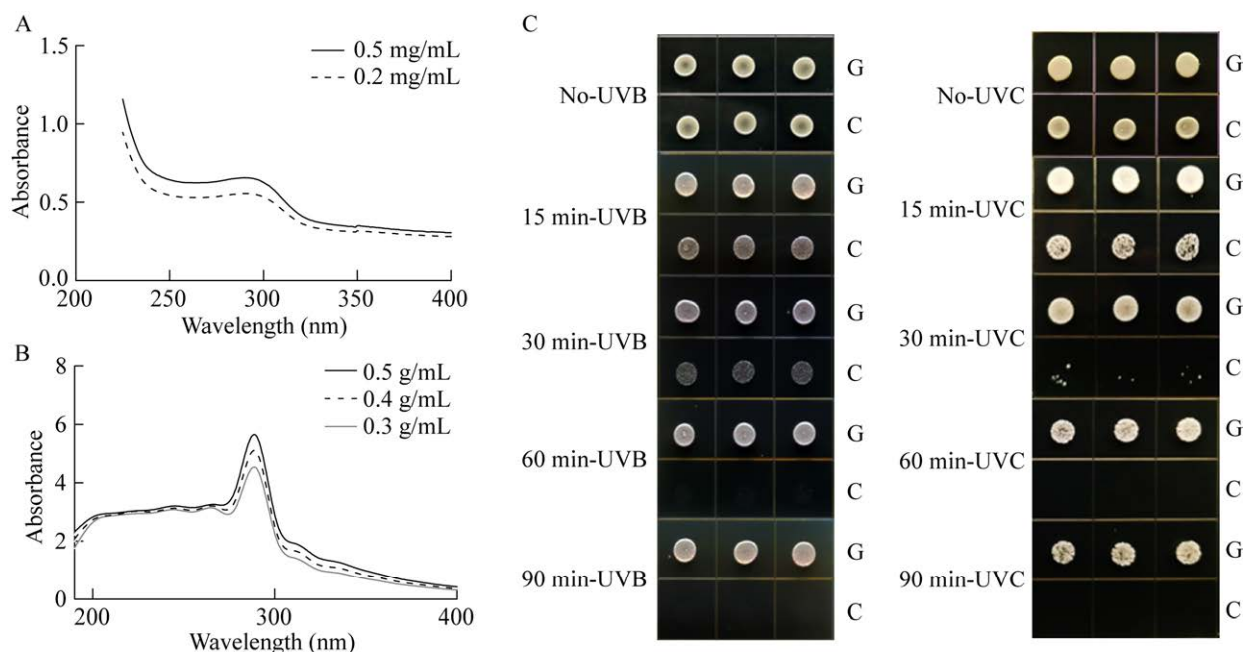 A
1.5
1.0
0.5
0.0
Absorbance
0.5 mg/mL
0.2 mg/mL
200
250
300
350
400
Wavelength (nm)
B
8
6
4
2
0
Absorbance
0.5 g/mL
0.4 g/mL
0.3 g/mL
200
300
400
Wavelength (nm)
C
No-UVB
G
C
15 min-UVB
G
C
30 min-UVB
G
C
60 min-UVB
G
C
90 min-UVB
G
C
No-UVC
G
C
15 min-UVC
G
C
30 min-UVC
G
C
60 min-UVC
G
C
90 min-UVC
G
C